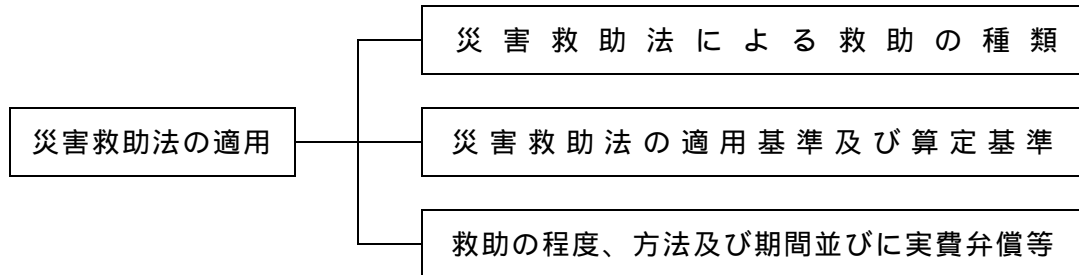 災害救助法による救助の種類
災害救助法の適用
災害救助法の適用基準及び算定基準
救助の程度、方法及び期間並びに実費弁償等